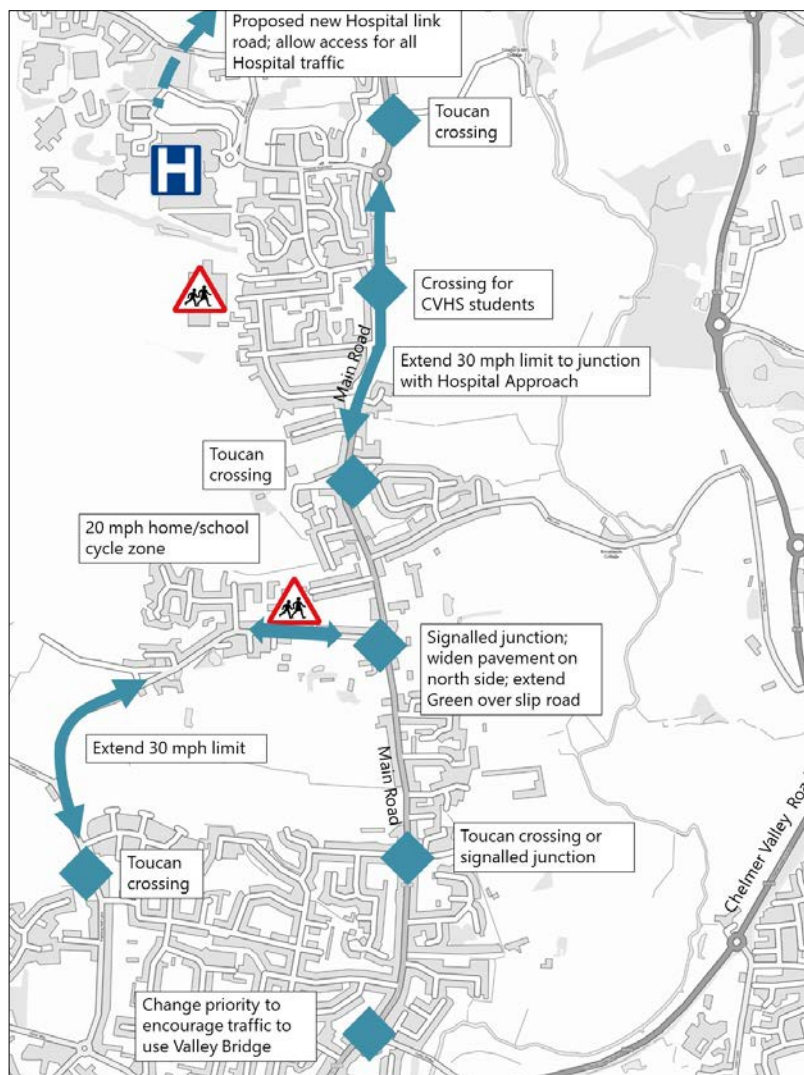 Proposed new Hospital link
road; allow access for all
Hospital traffic
Toucan
crossing
H
Crossing for
CVHS students
Main Road
Extend 30 mph limit to junction
with Hospital Approach
Toucan
crossing
20 mph home/school
cycle zone
Signalled junction;
widen pavement on
north side; extend
Green over slip road
Extend 30 mph limit
Main Road
Toucan crossing or
signalled junction
Toucan
crossing
Chelmer Valley Road
Change priority to
encourage traffic to
use Valley Bridge